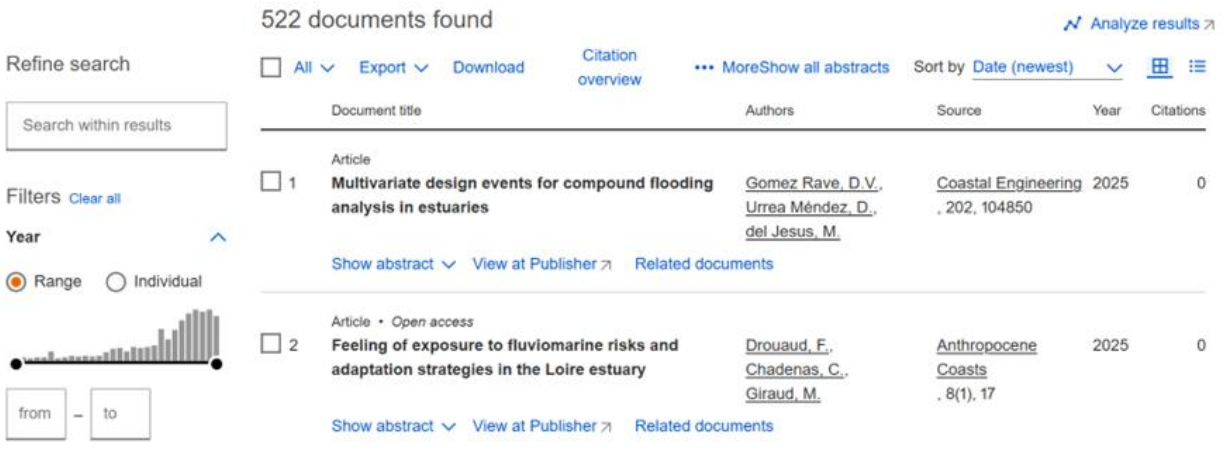 522 documents found
Analyze results
Refine search
All Export Download Citation overview ••• MoreShow all abstracts Sort by Date (newest)
Search within results
Document title Authors Source Year Citations
Filters Clear all
Year
Range Individual
from – to
Article
1 Multivariate design events for compound flooding analysis in estuaries
Gomez Rave, D.V., Urrea Méndez, D., del Jesus, M.
Coastal Engineering , 202, 104850
2025 0
Show abstract View at Publisher Related documents
Article • Open access
2 Feeling of exposure to fluviomarine risks and adaptation strategies in the Loire estuary
Drouaud, F., Chadenas, C., Giraud, M.
Anthropocene Coasts , 8(1), 17
2025 0
Show abstract View at Publisher Related documents